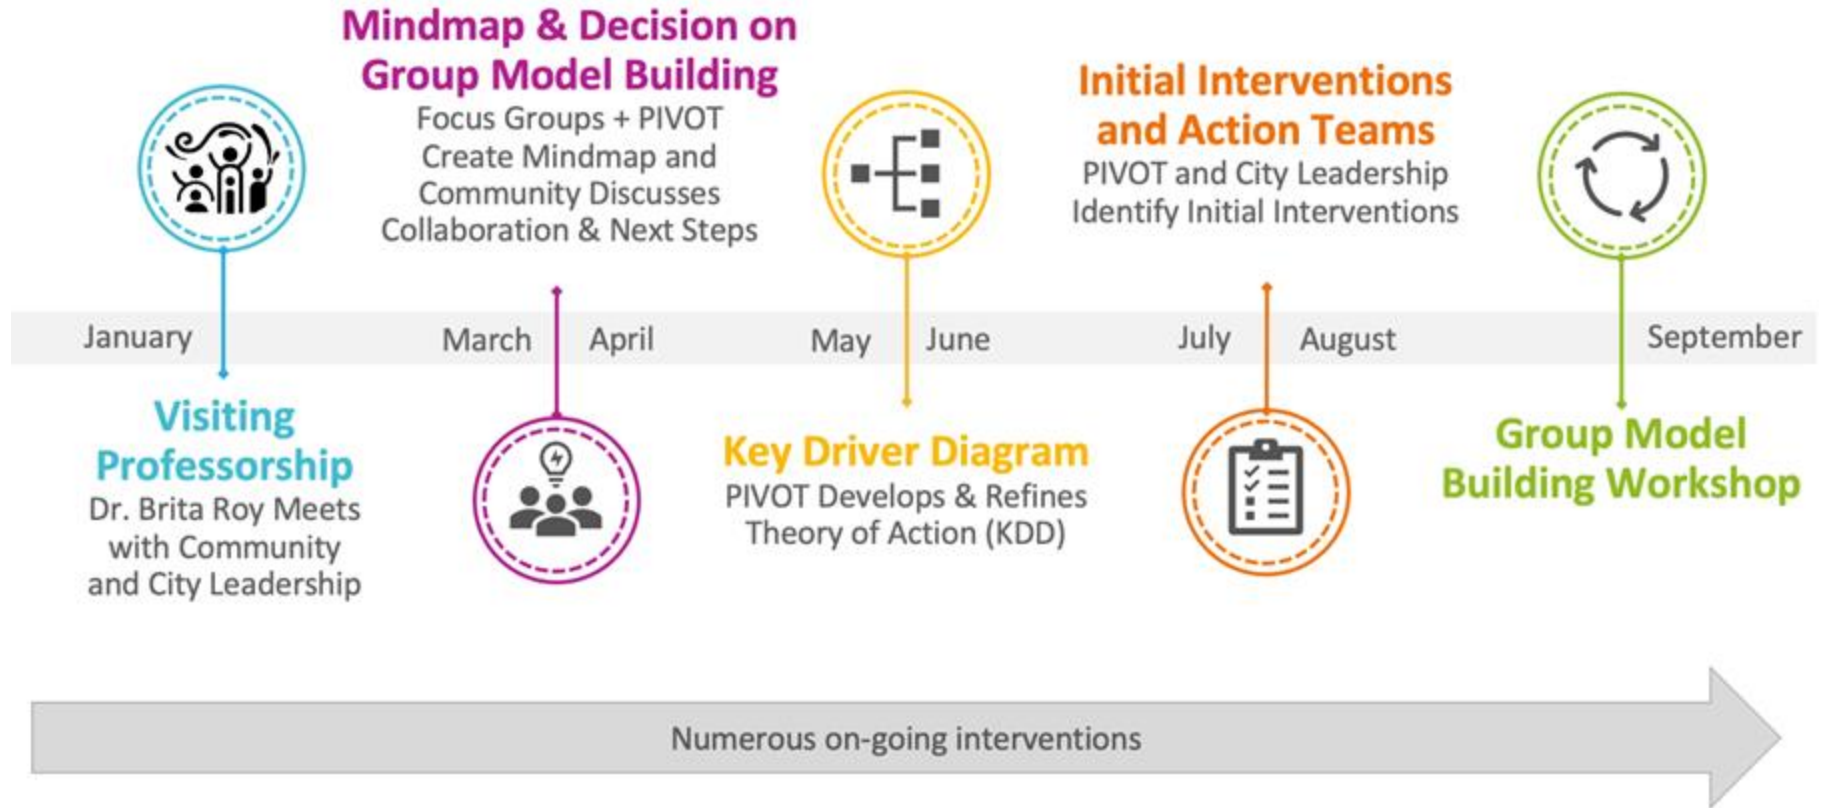 Mindmap & Decision on
Group Model Building
Focus Groups + PIVOT
Create Mindmap and
Community Discusses
Collaboration & Next Steps
Initial Interventions
and Action Teams
PIVOT and City Leadership
Identify Initial Interventions
January
March
April
May
June
July
August
September
Visiting
Professorship
Dr. Brita Roy Meets
with Community
and City Leadership
Key Driver Diagram
PIVOT Develops & Refines
Theory of Action (KDD)
Group Model
Building Workshop
Numerous on-going interventions